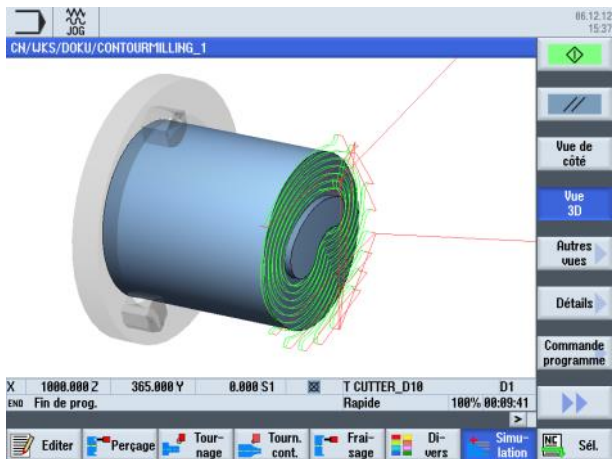 JOG
06.12.12
15:37
CN/WKS/DOKU/CONTOURMILLING_1
Vue de
côté
Vue
3D
Autres
vues
Détails
Commande
programme
X 1000.000 Z 365.000 Y 0.000 S1 T CUTTER_D10 D1
END Fin de prog. Rapide 100% 00:09:41
>
Editer
Perçage
Tour-
nage
Tourn.
cont.
Frai-
sage
Di-
vers
Simu-
lation
NC Sél.